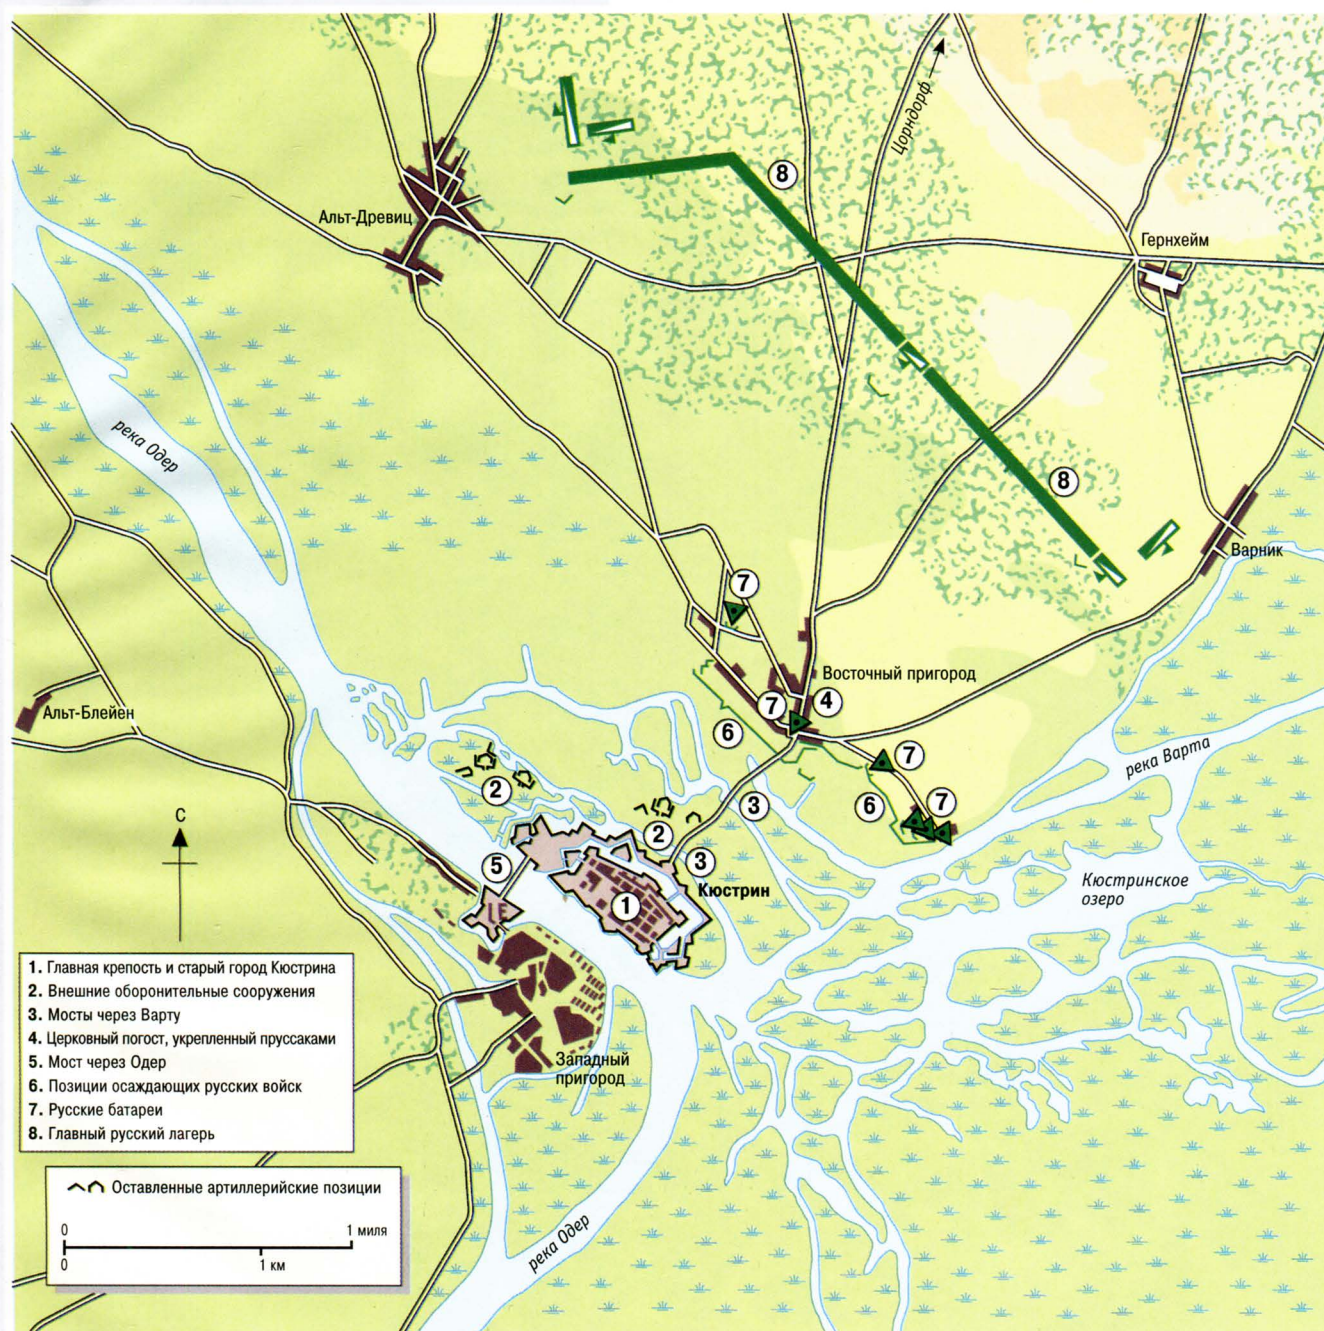 Цорндорф
8
Альт-Древиц
Гернхейм
река Одер
8
Варник
7
Восточный пригород
4
7
Альт-Блейен
6
7
река Варта
2
3
6
7
С
2
5
3
Кюстрин
Кюстринское
озеро
1
1. Главная крепость и старый город Кюстрина
2. Внешние оборонительные сооружения
3. Мосты через Варту
4. Церковный погост, укрепленный пруссаками
5. Мост через Одер
6. Позиции осаждающих русских войск
7. Русские батареи
8. Главный русский лагерь
Западный
пригород
Оставленные артиллерийские позиции
0
1 миля
0
1 км
река Одер